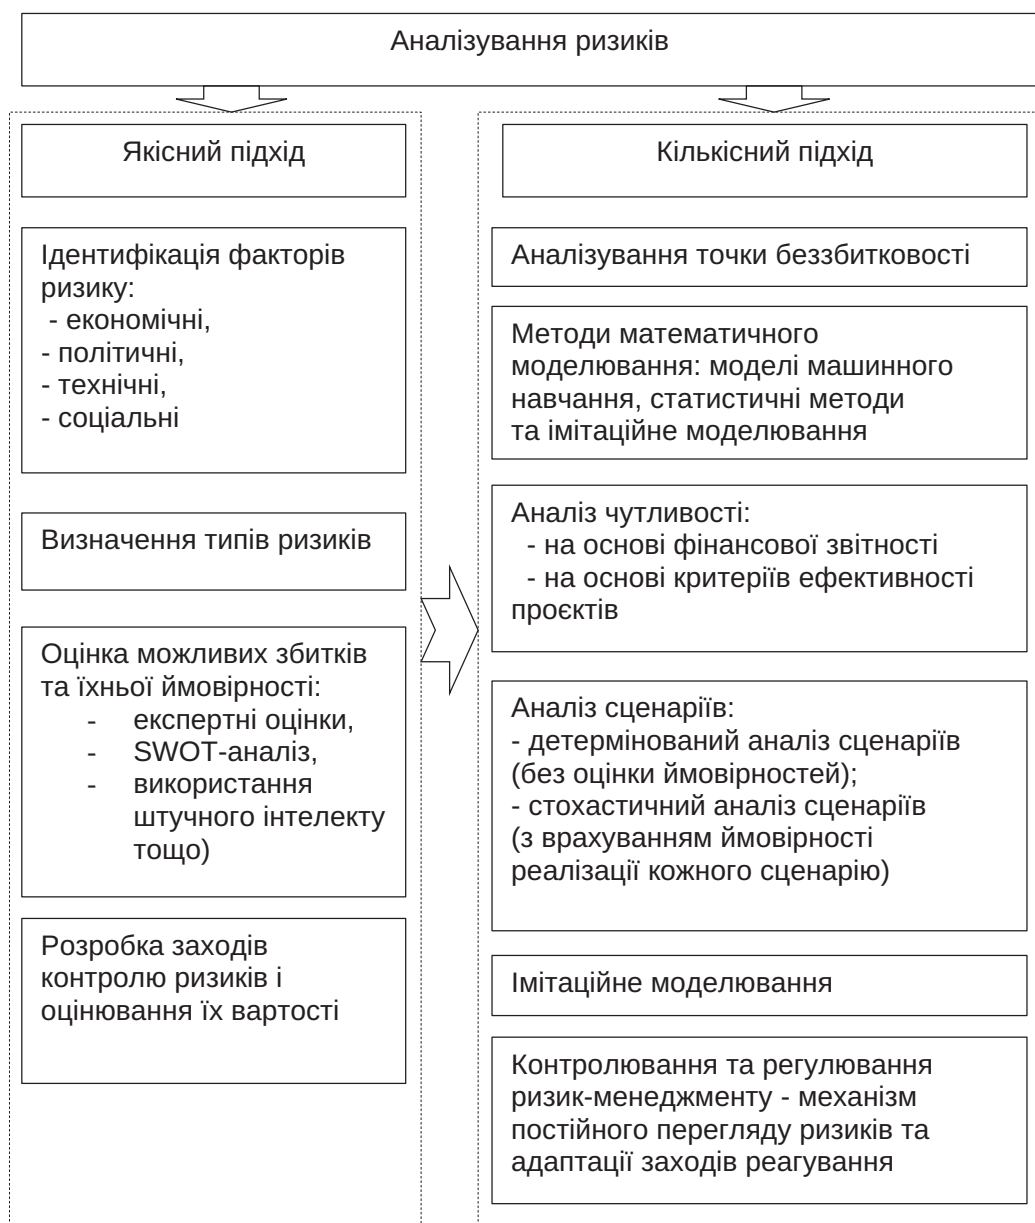 Аналізування ризиків
Якісний підхід
Ідентифікація факторів
ризику:
- економічні,
- політичні,
- технічні,
- соціальні
Визначення типів ризиків
Оцінка можливих збитків
та їхньої ймовірності:
- експертні оцінки,
- SWOT-аналіз,
- використання
штучного інтелекту
тощо)
Розробка заходів
контролю ризиків і
оцінювання їх вартості
Кількісний підхід
Аналізування точки беззбитковості
Методи математичного
моделювання: моделі машинного
навчання, статистичні методи
та імітаційне моделювання
Аналіз чутливості:
- на основі фінансової звітності
- на основі критеріїв ефективності
проєктів
Аналіз сценаріїв:
- детермінований аналіз сценаріїв
(без оцінки ймовірностей);
- стохастичний аналіз сценаріїв
(з врахуванням ймовірності
реалізації кожного сценарію)
Імітаційне моделювання
Контролювання та регулювання
ризик-менеджменту - механізм
постійного перегляду ризиків та
адаптації заходів реагування